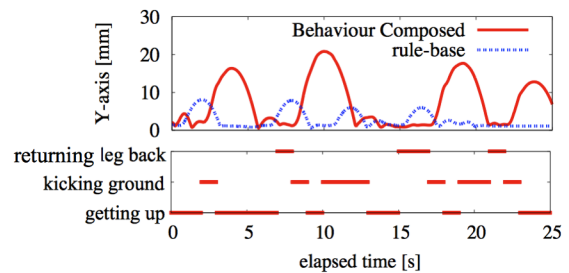 30
Behaviour Composed
rule-base
20
10
0
Y-axis [mm]
returning leg back
kicking ground
getting up
0 5 10 15 20 25
elapsed time [s]